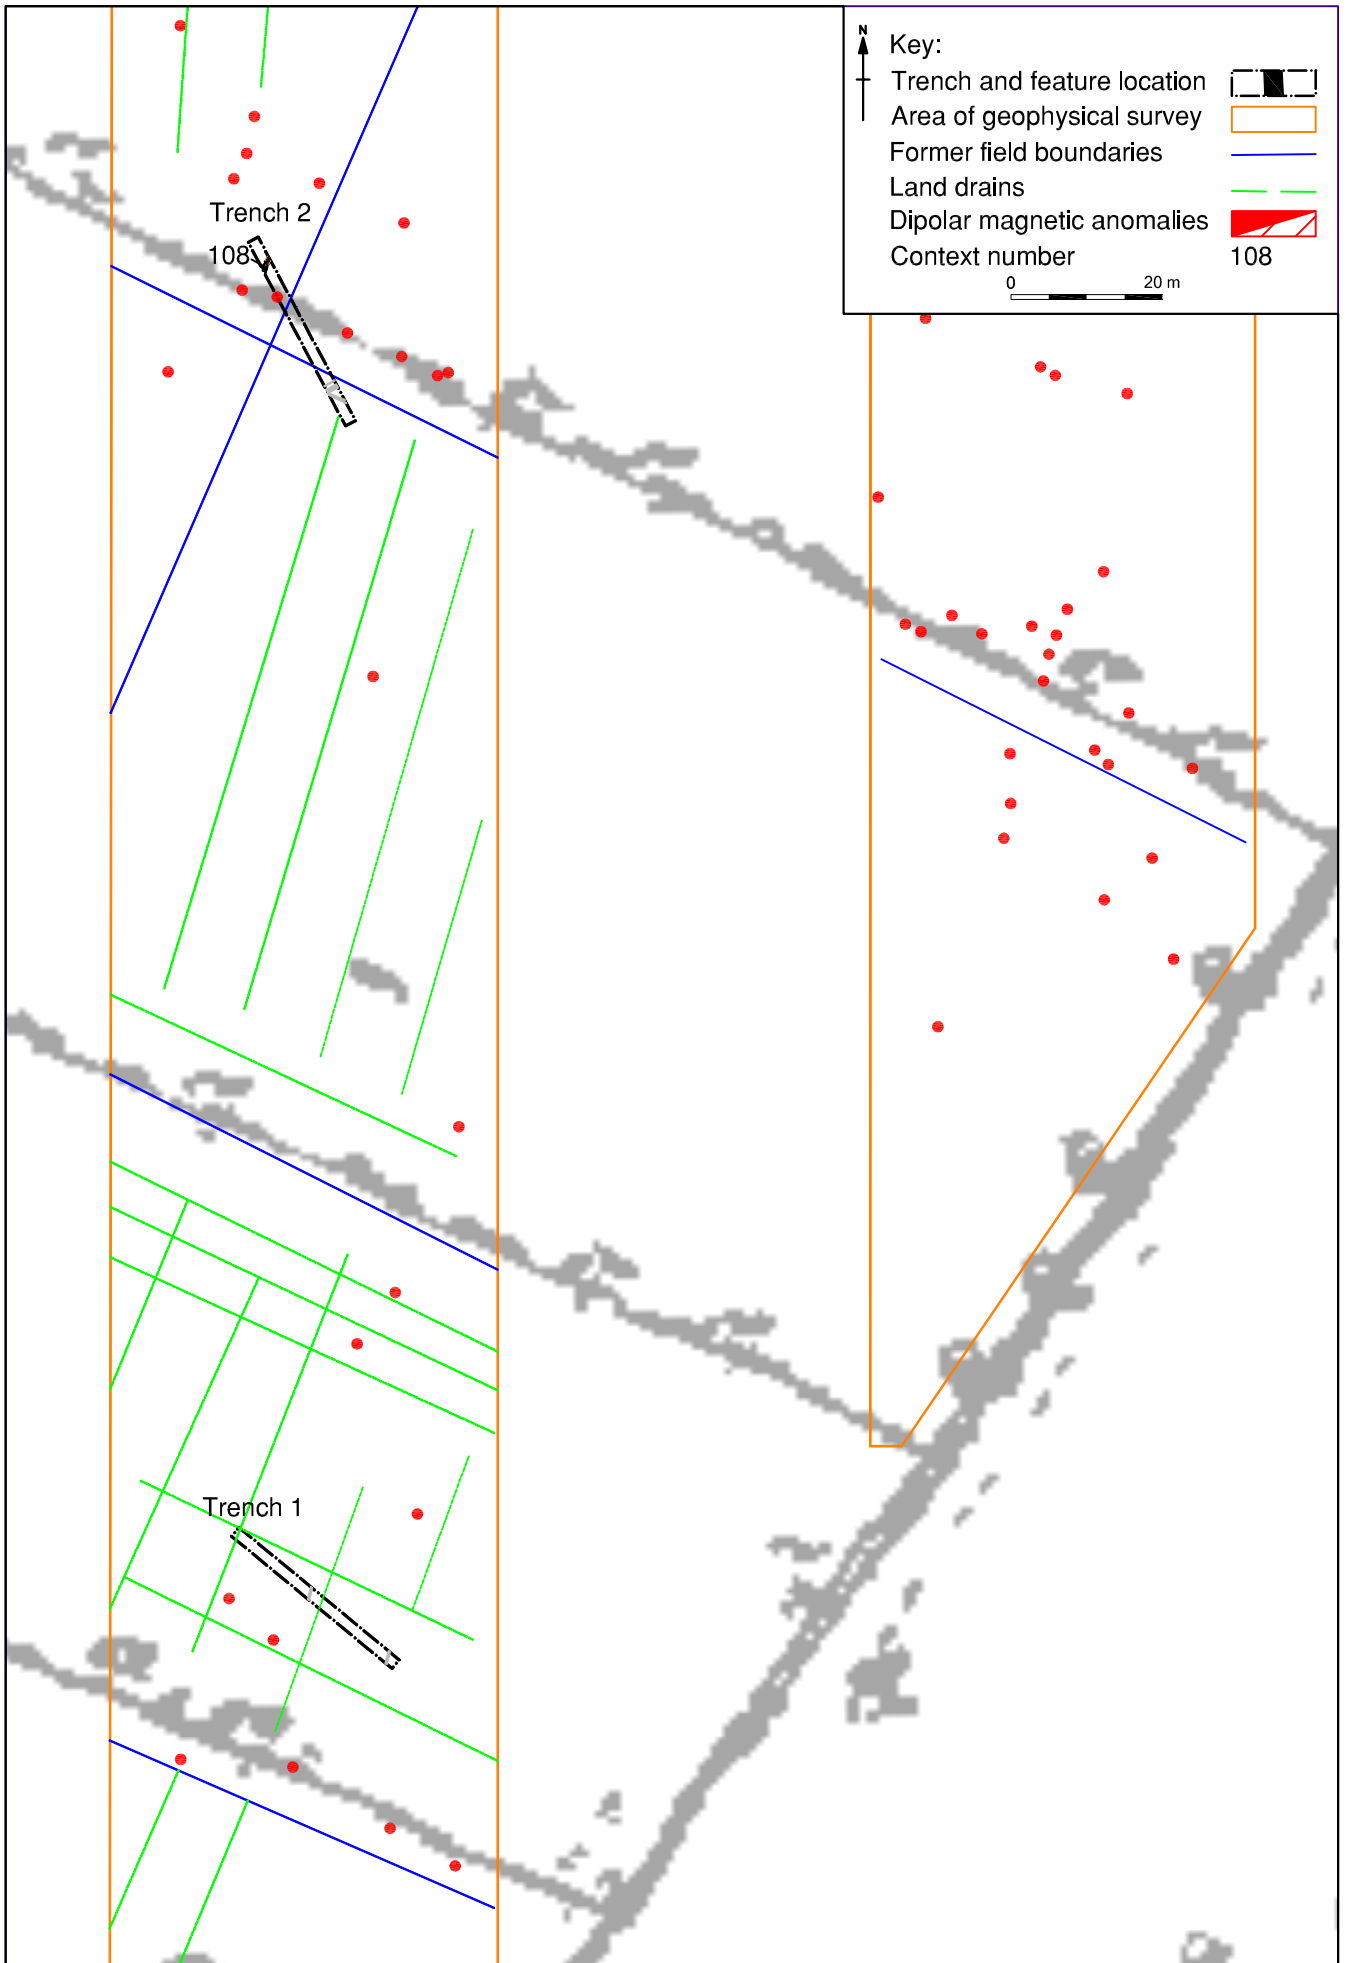 N
Key:
Trench and feature location
Area of geophysical survey
Former field boundaries
Land drains
Dipolar magnetic anomalies
Context number 108
0 20 m
Trench 2
108
Trench 1